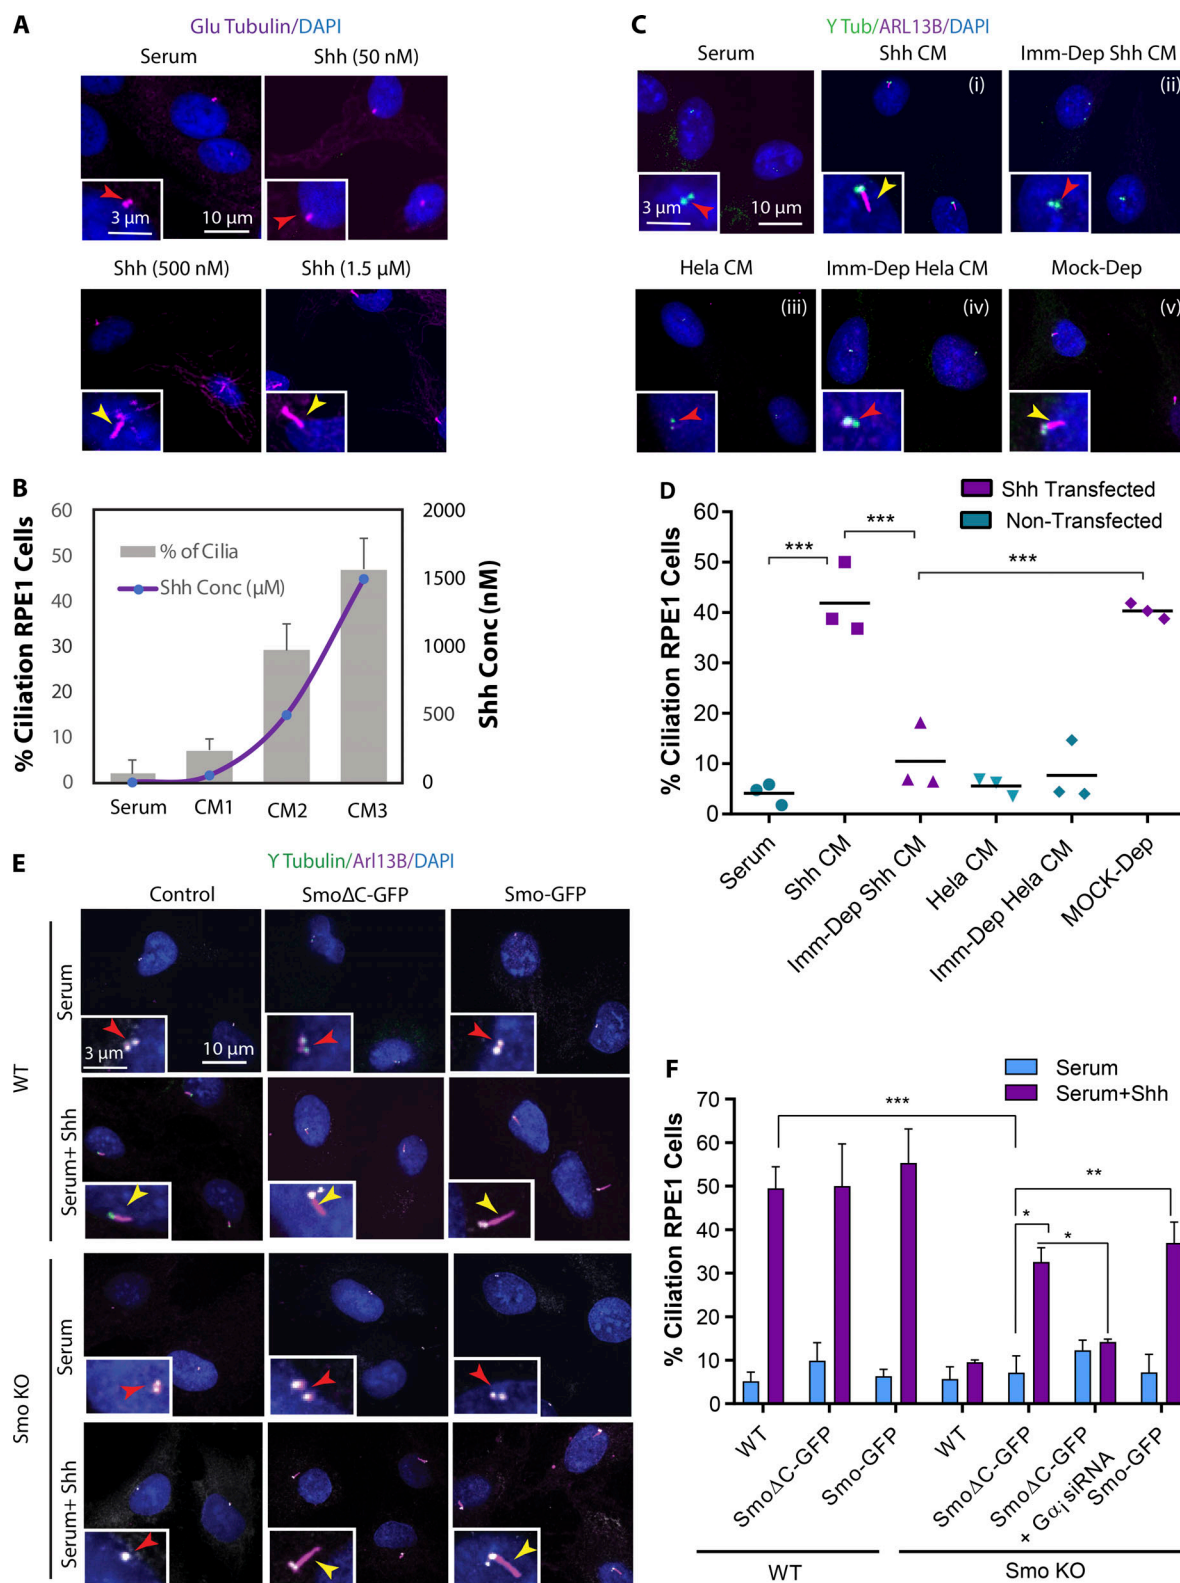 A
Glu Tubulin/DAPI
Serum
Shh (50 nM)
3 µm
10 µm
Shh (500 nM)
Shh (1.5 µM)
B
% Ciliation RPE1 Cells
60
50
40
30
20
10
0
% of Cilia
Shh Conc (µM)
2000
1500
1000
500
0
Shh Conc (nM)
Serum
CM1
CM2
CM3
C
Y Tub/ARL13B/DAPI
Serum
Shh CM
Imm-Dep Shh CM
(i)
(ii)
3 µm
10 µm
Hela CM
Imm-Dep Hela CM
Mock-Dep
(iii)
(iv)
(v)
D
Shh Transfected
Non-Transfected
% Ciliation RPE1 Cells
60
50
40
30
20
10
0
***
***
***
Serum
Shh CM
Imm-Dep Shh CM
Hela CM
Imm-Dep Hela CM
MOCK-Dep
E
Y Tubulin/Arl13B/DAPI
Control
SmoΔC-GFP
Smo-GFP
WT
Serum
3 µm
10 µm
Serum+ Shh
Smo KO
Serum
Serum+ Shh
F
Serum
Serum+Shh
% Ciliation RPE1 Cells
70
60
50
40
30
20
10
0
***
**
*
*
WT
SmoΔC-GFP
Smo-GFP
WT
SmoΔC-GFP
SmoΔC-GFP
+ Gαi siRNA
Smo-GFP
WT
Smo KO